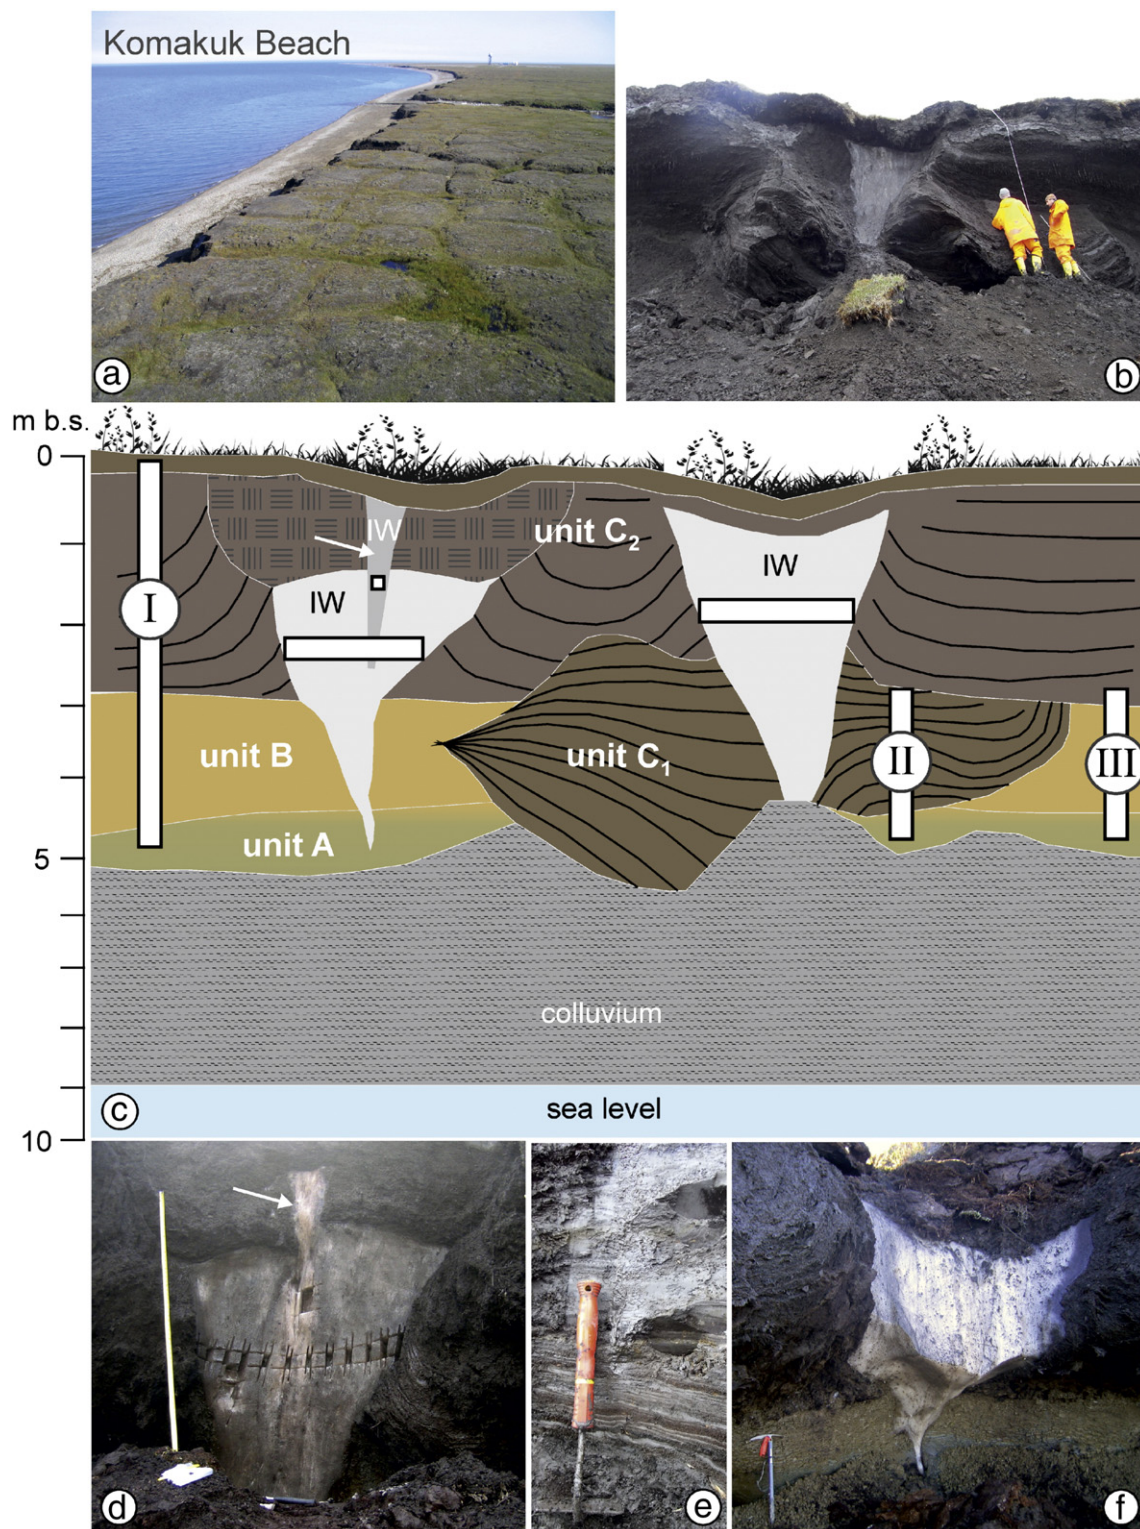 Komakuk Beach
a
b
m b.s.
0
IW
unit C2
IW
IW
I
unit B
unit C1
II
III
unit A
5
colluvium
c
sea level
10
d
e
f